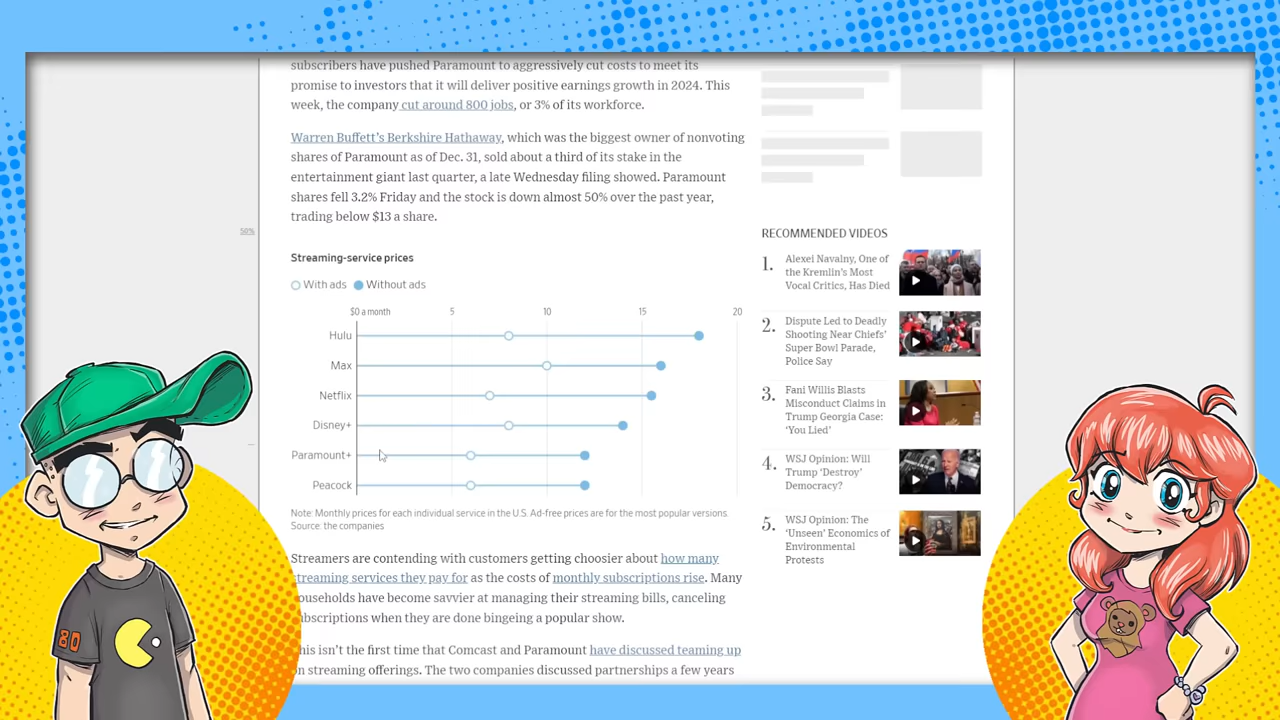 subscribers have pushed Paramount to aggressively cut costs to meet its
promise to investors that it will deliver positive earnings growth in 2024. This
week, the company cut around 800 jobs, or 3% of its workforce.
Warren Buffett's Berkshire Hathaway, which was the biggest owner of nonvoting
shares of Paramount as of Dec. 31, sold about a third of its stake in the
entertainment giant last quarter, a late Wednesday filing showed. Paramount
shares fell 3.2% Friday and the stock is down almost 50% over the past year,
trading below $13 a share.
50%
Streaming-service prices
With ads Without ads
$0 a month 5 10 15 20
Hulu
Max
Netflix
Disney+
Paramount+
Peacock
Note: Monthly prices for each individual service in the U.S. Ad-free prices are for the most popular versions.
Source: the companies
Streamers are contending with customers getting choosier about how many
streaming services they pay for as the costs of monthly subscriptions rise. Many
households have become savvier at managing their streaming bills, canceling
subscriptions when they are done bingeing a popular show.
This isn't the first time that Comcast and Paramount have discussed teaming up
on streaming offerings. The two companies discussed partnerships a few years
RECOMMENDED VIDEOS
1. Alexei Navalny, One of
the Kremlin's Most
Vocal Critics, Has Died
2. Dispute Led to Deadly
Shooting Near Chiefs'
Super Bowl Parade,
Police Say
3. Fani Willis Blasts
Misconduct Claims in
Trump Georgia Case:
'You Lied'
4. WSJ Opinion: Will
Trump 'Destroy'
Democracy?
5. WSJ Opinion: The
'Unseen' Economics of
Environmental
Protests
80